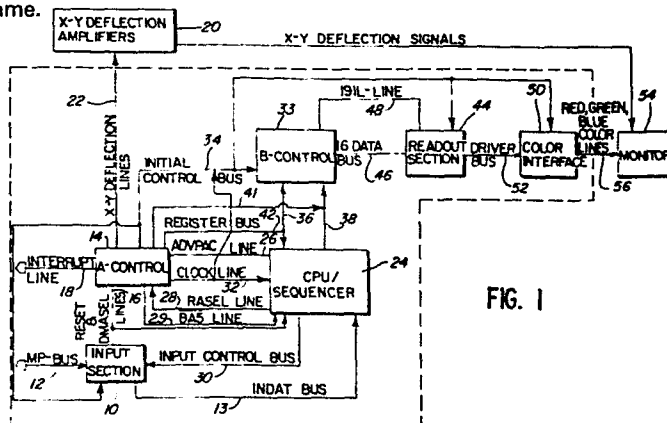 ame.
X-Y DEFLECTION
AMPLIFIERS
20
X-Y DEFLECTION SIGNALS
22
X-Y DEFLECTION
LINES
33
191L-LINE
48
44
50
54
INITIAL
CONTROL
34
BUS
B-CONTROL
16 DATA
BUS
46
READOUT
SECTION
DRIVER
BUS
52
COLOR
INTERFACE
RED, GREEN,
BLUE
COLOR
LINES
56
MONITOR
41
REGISTER BUS
42
36
38
14
ADVPAC LINE
26
INTERRUPT
LINE
18
A-CONTROL
CLOCK LINE
32
CPU/
SEQUENCER
24
16
28
RASEL LINE
29
BA5 LINE
RESET
&
DMASEL
LINES
FIG. 1
MP-BUS
12
INPUT
SECTION
10
INPUT CONTROL BUS
30
INDAT BUS
13